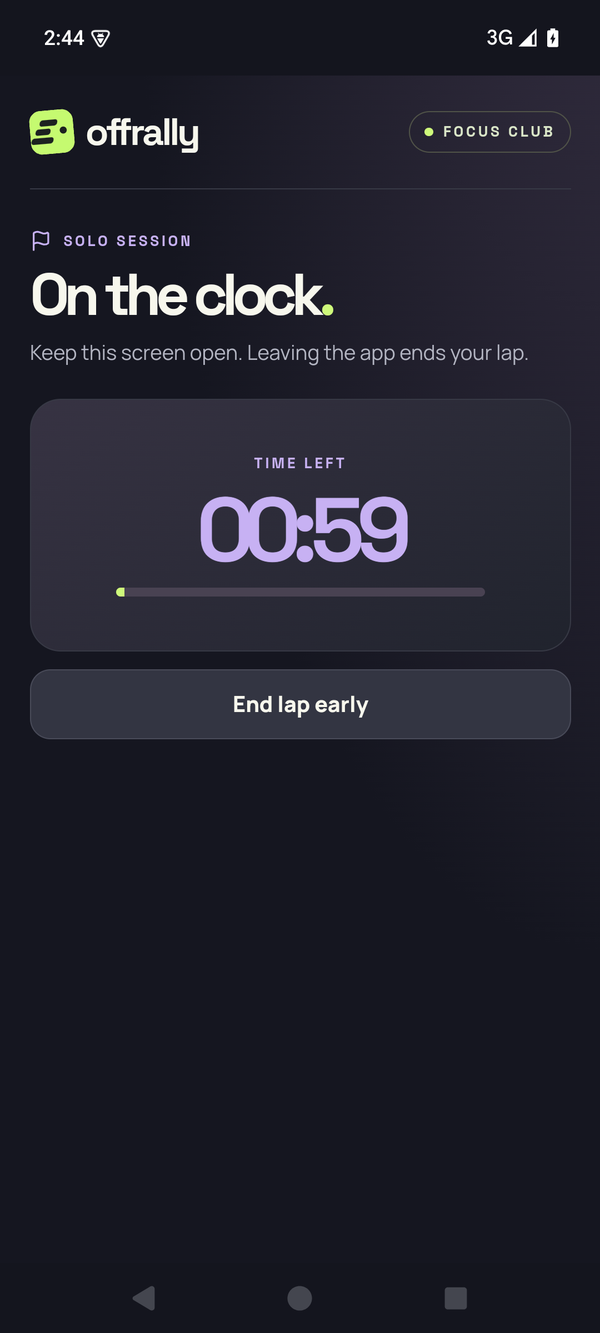 2:44
3G
offrally
FOCUS CLUB
SOLO SESSION
On the clock.
Keep this screen open. Leaving the app ends your lap.
TIME LEFT
00:59
End lap early